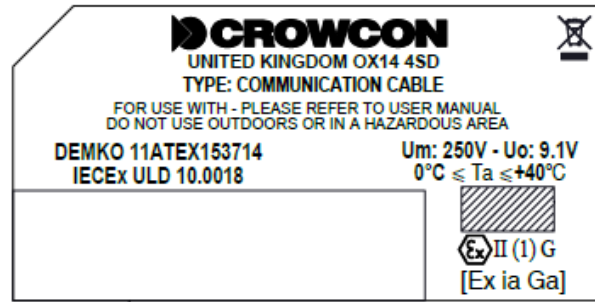 CROWCON
UNITED KINGDOM OX14 4SD
TYPE: COMMUNICATION CABLE
FOR USE WITH - PLEASE REFER TO USER MANUAL
DO NOT USE OUTDOORS OR IN A HAZARDOUS AREA
DEMKO 11ATEX153714
IECEx ULD 10.0018
Um: 250V - Uo: 9.1V
0°C ≤ Ta ≤+40°C
Ex II (1) G
[Ex ia Ga]